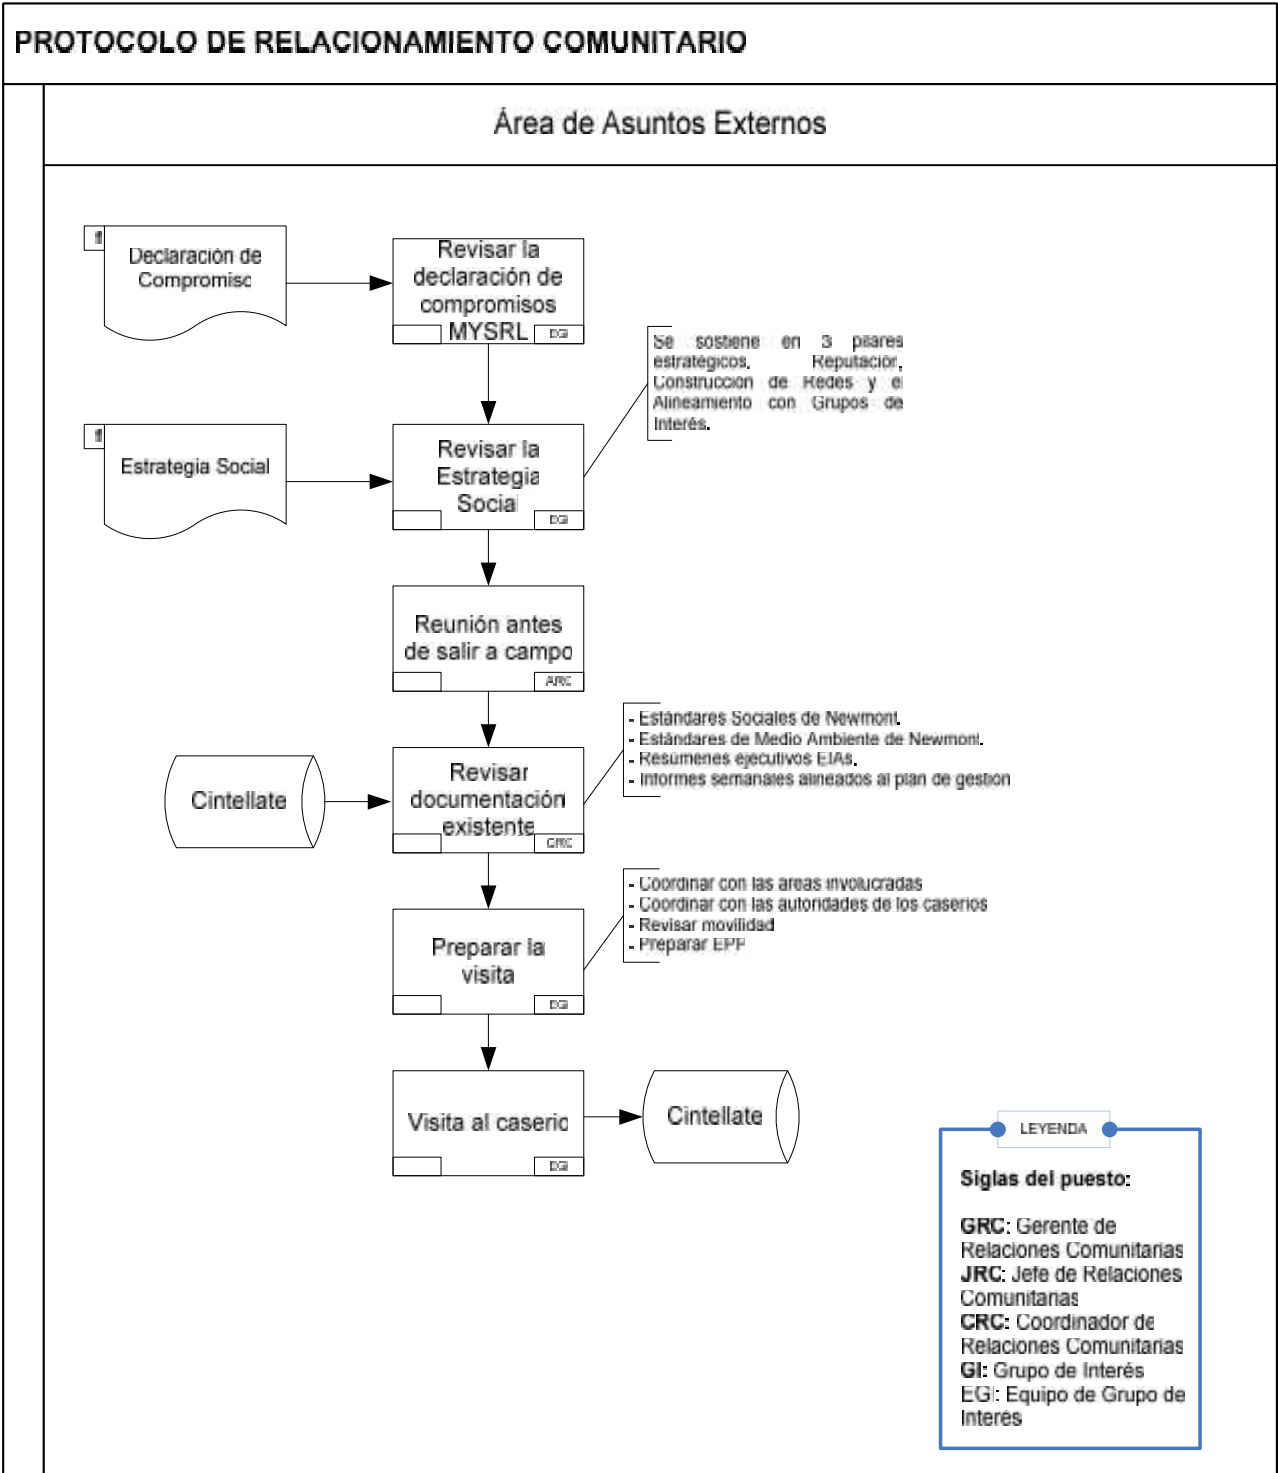 PROTOCOLO DE RELACIONAMIENTO COMUNITARIO
Área de Asuntos Externos
Declaración de
Compromiso
Revisar la
declaración de
compromisos
MYSRL
EGI
Se sostiene en 3 pilares
estratégicos. Reputación,
Construcción de Redes y el
Alineamiento con Grupos de
Interés.
Estrategia Social
Revisar la
Estrategia
Social
EGI
Reunión antes
de salir a campo
Cintellate
Revisar
documentación
existente
- Estándares Sociales de Newmont.
- Estándares de Medio Ambiente de Newmont.
- Resúmenes ejecutivos EIAs.
- Informes semanales alineados al plan de gestión
Preparar la
visita
EGI
- Coordinar con las áreas involucradas
- Coordinar con las autoridades de los caserios
- Revisar movilidad
- Preparar EPP
Visita al caserio
EGI
Cintellate
LEYENDA
Siglas del puesto:
GRC: Gerente de
Relaciones Comunitarias
JRC: Jefe de Relaciones
Comunitarias
CRC: Coordinador de
Relaciones Comunitarias
GI: Grupo de Interés
EGI: Equipo de Grupo de
Interés